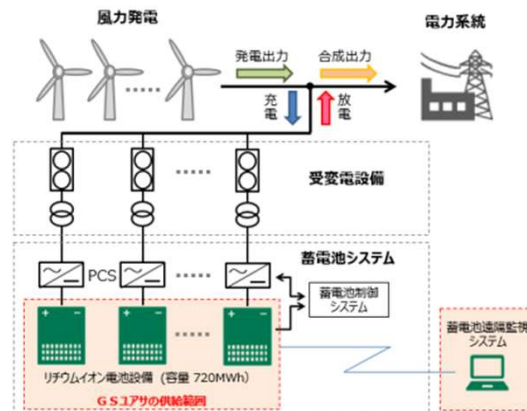 風力発電
電力系統
発電出力
合成出力
充電
放電
受変電設備
蓄電池システム
PCS
蓄電池制御
システム
蓄電池遠隔監視
システム
リチウムイオン電池設備 (容量 720MWh)
GSユアサの供給範囲